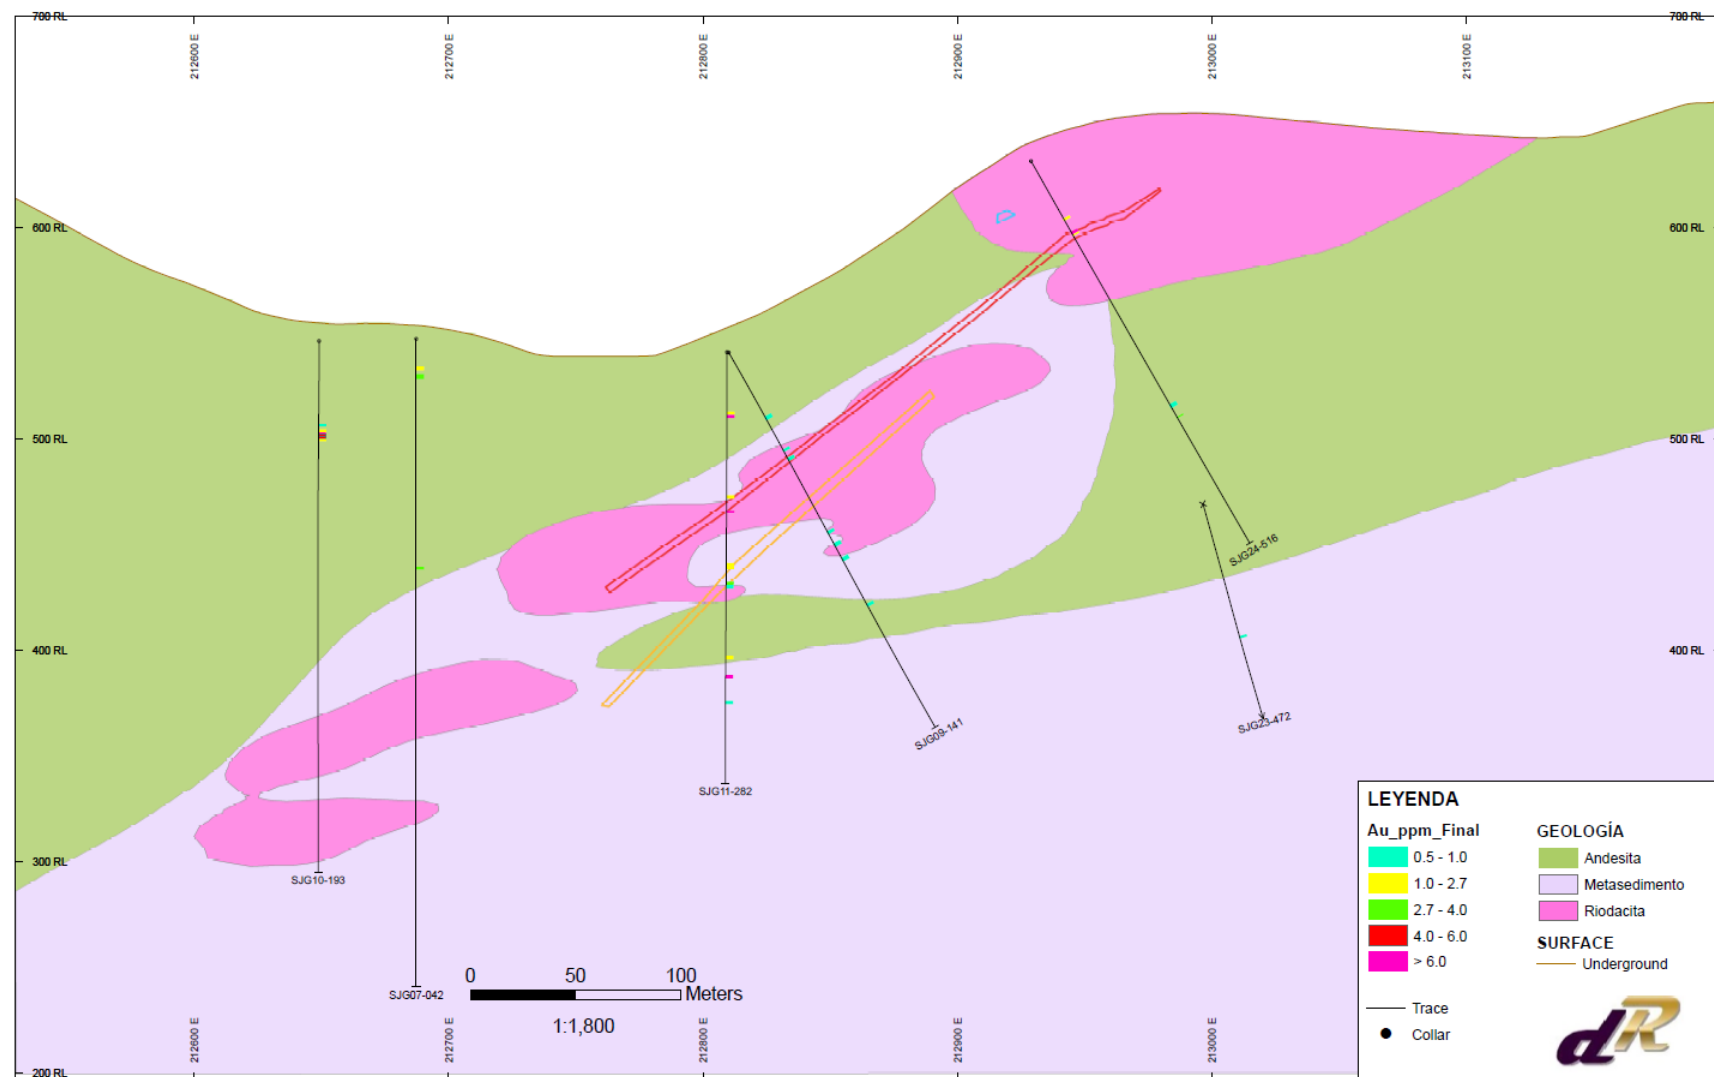 700 RL
700 RL
212600 E
212700 E
212800 E
212900 E
213000 E
213100 E
600 RL
600 RL
500 RL
500 RL
400 RL
400 RL
300 RL
200 RL
SJG24-516
SJG23-472
SJG09-141
SJG11-282
SJG10-193
SJG07-042
0 50 100
Meters
1:1,800
212600 E
212700 E
212800 E
212900 E
213000 E
LEYENDA
Au_ppm_Final
0.5 - 1.0
1.0 - 2.7
2.7 - 4.0
4.0 - 6.0
> 6.0
GEOLOGÍA
Andesita
Metasedimento
Riodacita
SURFACE
Underground
Trace
Collar
dR